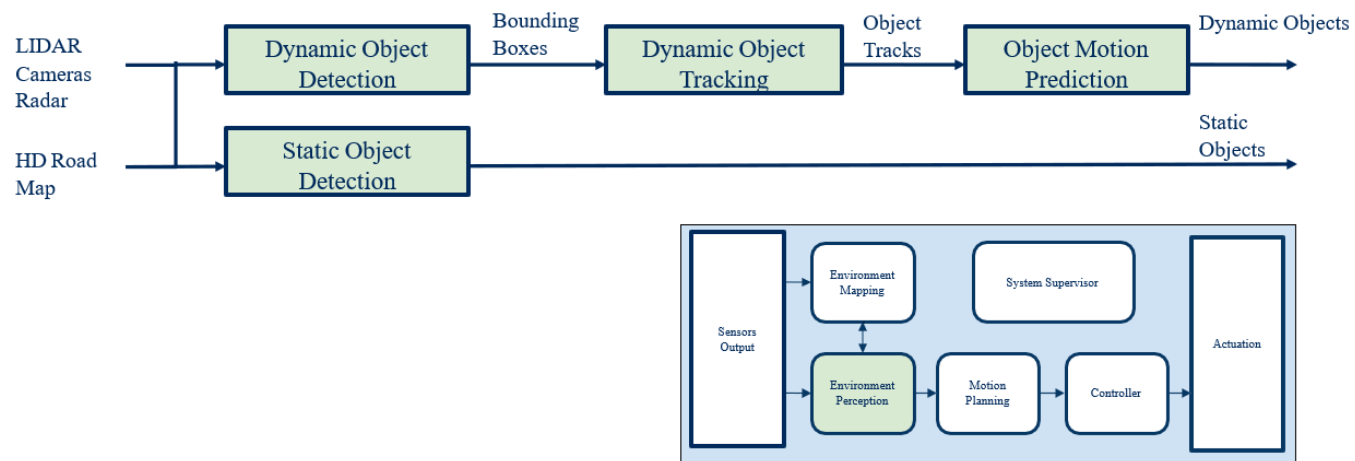 LIDAR
Cameras
Radar
HD Road
Map
Dynamic Object
Detection
Bounding
Boxes
Dynamic Object
Tracking
Object
Tracks
Object Motion
Prediction
Dynamic Objects
Static Object
Detection
Static
Objects
Sensors
Output
Environment
Mapping
System Supervisor
Environment
Perception
Motion
Planning
Controller
Actuation